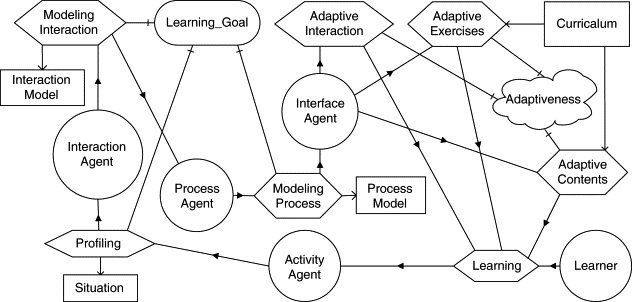 Modeling
Interaction
Learning_Goal
Adaptive
Interaction
Adaptive
Exercises
Curriculum
Interaction
Model
Interface
Agent
Adaptiveness
Interaction
Agent
Process
Agent
Modeling
Process
Process
Model
Adaptive
Contents
Profiling
Activity
Agent
Learning
Learner
Situation